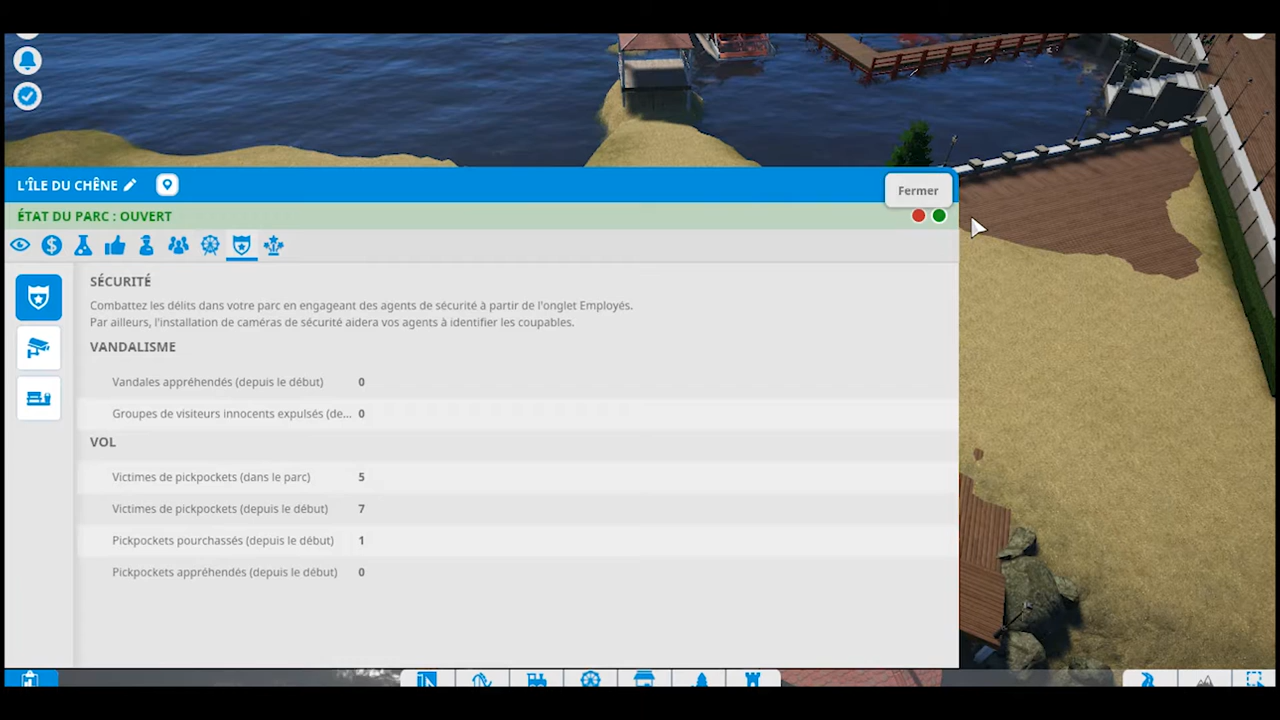 L'ÎLE DU CHÊNE
Fermer
ÉTAT DU PARC : OUVERT
SÉCURITÉ
Combattez les délits dans votre parc en engageant des agents de sécurité à partir de l'onglet Employés.
Par ailleurs, l'installation de caméras de sécurité aidera vos agents à identifier les coupables.
VANDALISME
Vandales appréhendés (depuis le début) 0
Groupes de visiteurs innocents expulsés (de... 0
VOL
Victimes de pickpockets (dans le parc) 5
Victimes de pickpockets (depuis le début) 7
Pickpockets pourchassés (depuis le début) 1
Pickpockets appréhendés (depuis le début) 0